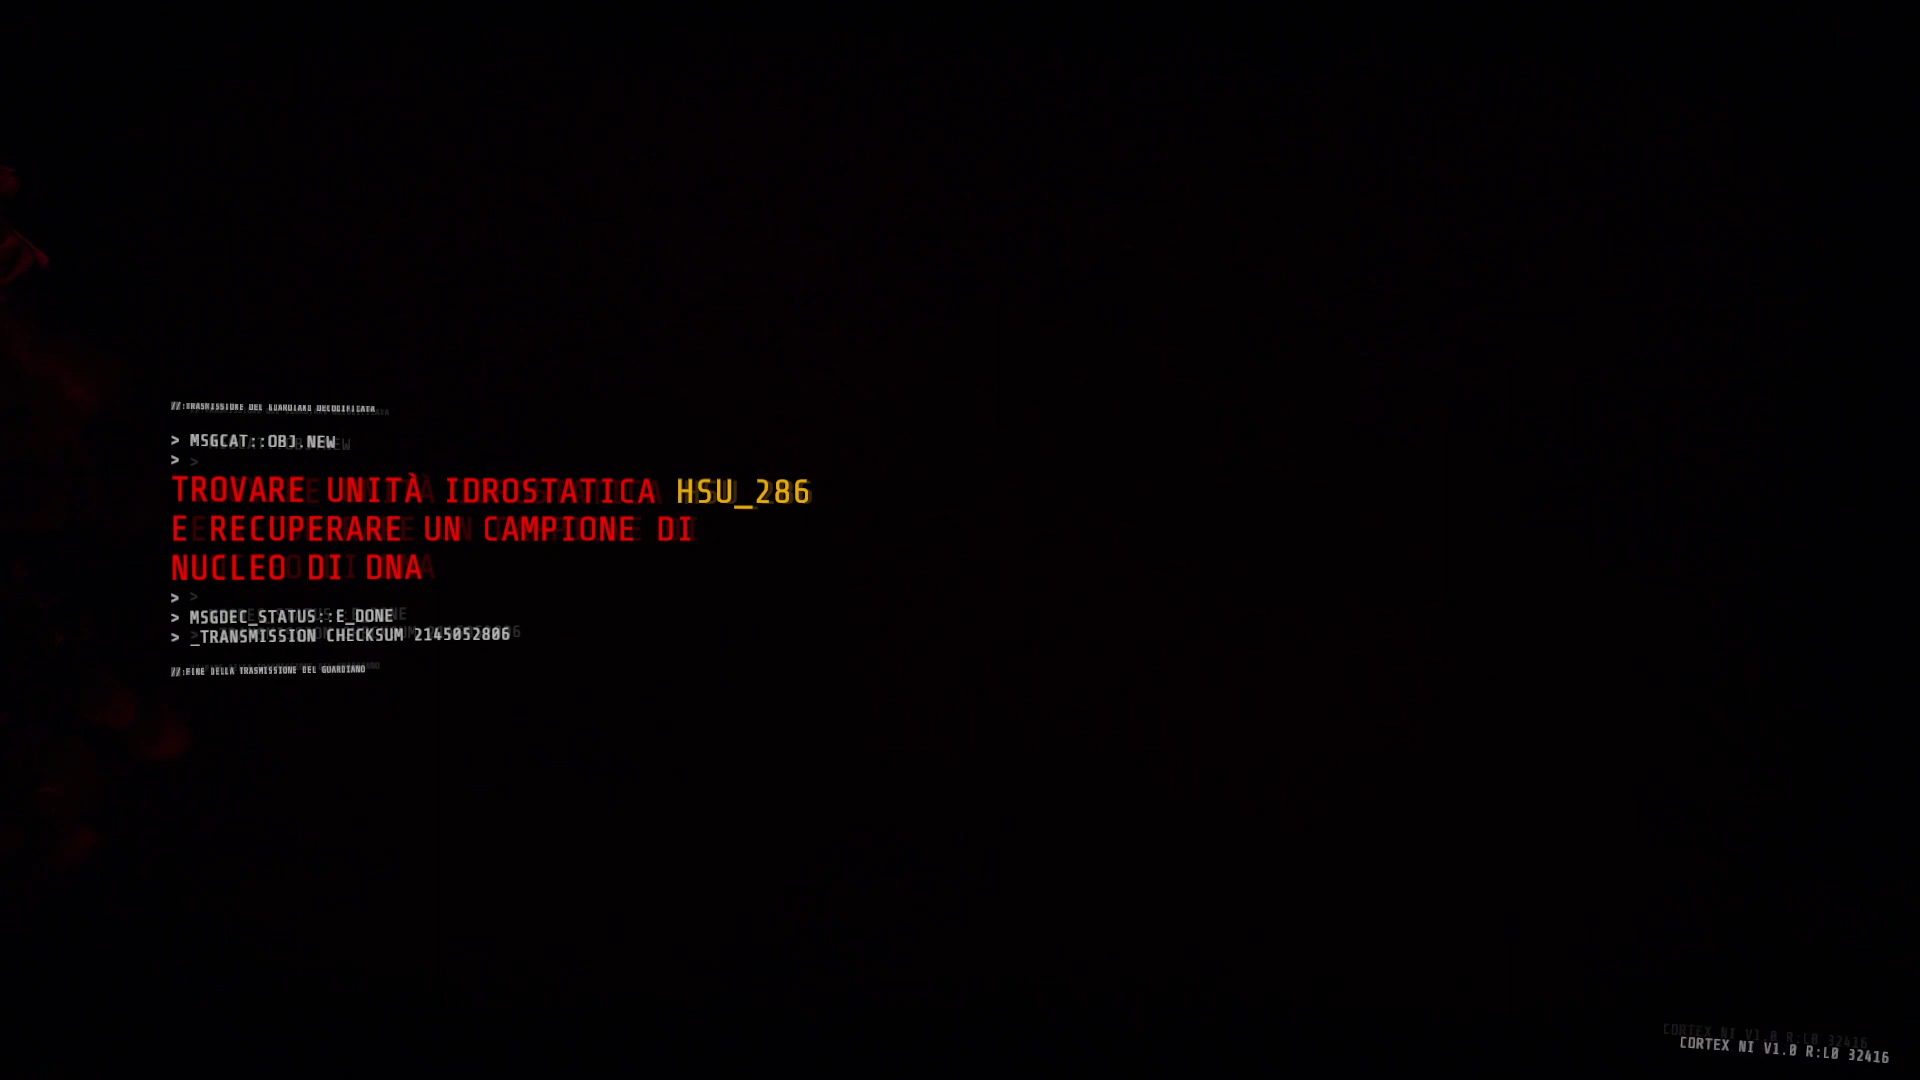 //:TRASMISSIONE DEL GUARDIANO DECODIFICATA
> MSGCAT::OBJ.NEW
>
TROVARE UNITÀ IDROSTATICA HSU_286
E RECUPERARE UN CAMPIONE DI
NUCLEO DI DNA
>
> MSGDEC_STATUS::E_DONE
> _TRANSMISSION CHECKSUM 2145052806
//:FINE DELLA TRASMISSIONE DEL GUARDIANO
CORTEX NI V1.0 R:L0 32416